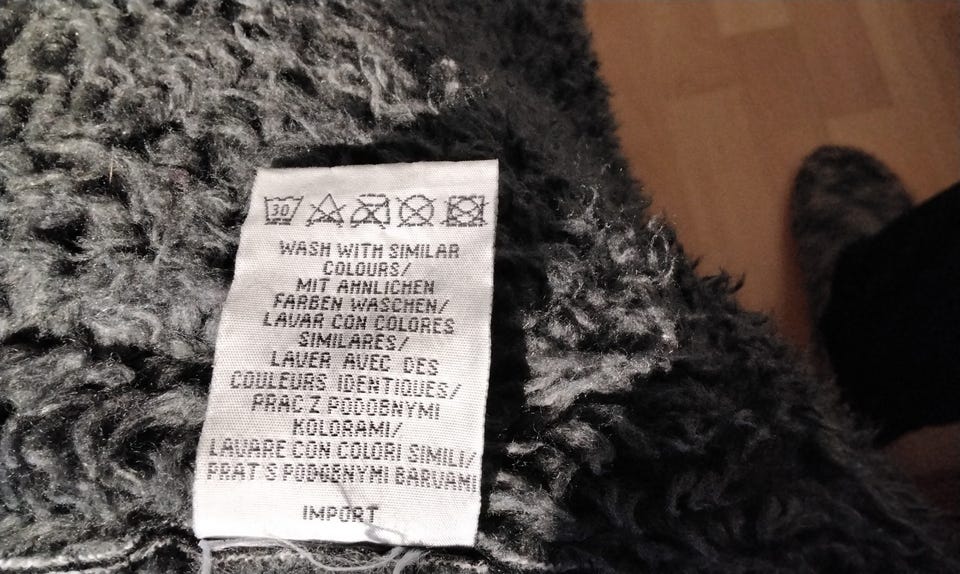 30
WASH WITH SIMILAR
COLOURS/
MIT AHNLICHEN
FARBEN WASCHEN/
LAVAR CON COLORES
SIMILARES/
LAVER AVEC DES
COULEURS IDENTIQUES/
PRAC Z PODOBNYMI
KOLORAMI/
LAVARE CON COLORI SIMILI/
PRAT S PODOBNYMI BARVAMI
IMPORT